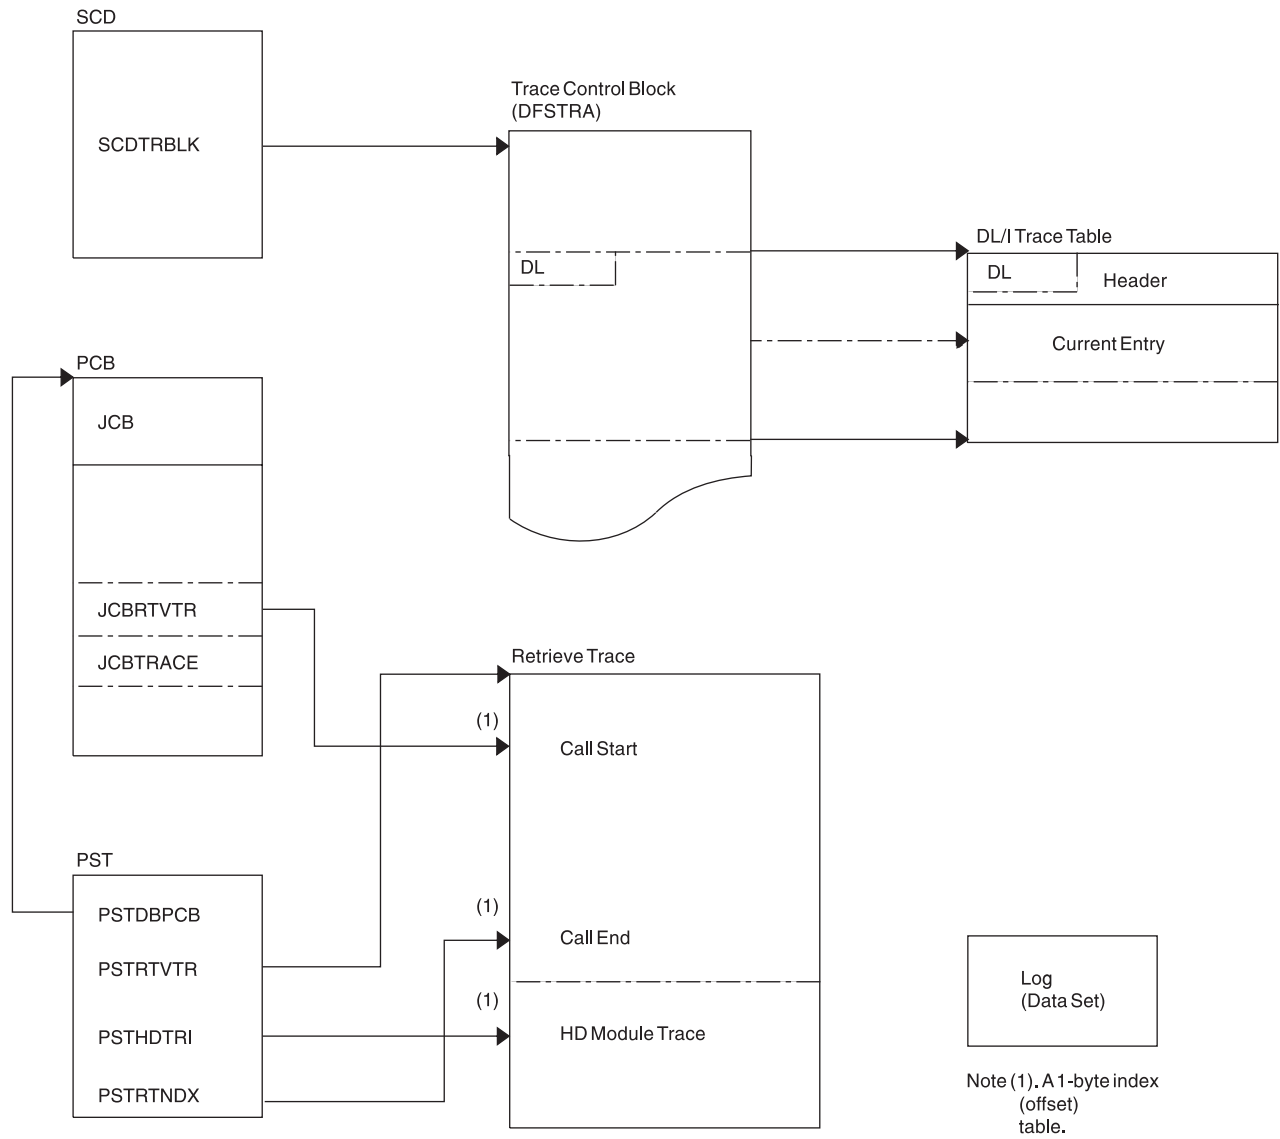 SCD
SCDTRBLK
Trace Control Block
(DFSTRA)
DL
DL/I Trace Table
DL
Header
Current Entry
PCB
JCB
JCBRTVTR
JCBTRACE
Retrieve Trace
(1)
Call Start
(1)
Call End
(1)
HD Module Trace
PST
PSTDBPCB
PSTRTVTR
PSTHDTRI
PSTRTNDX
Log
(Data Set)
Note (1). A 1-byte index
(offset)
table.